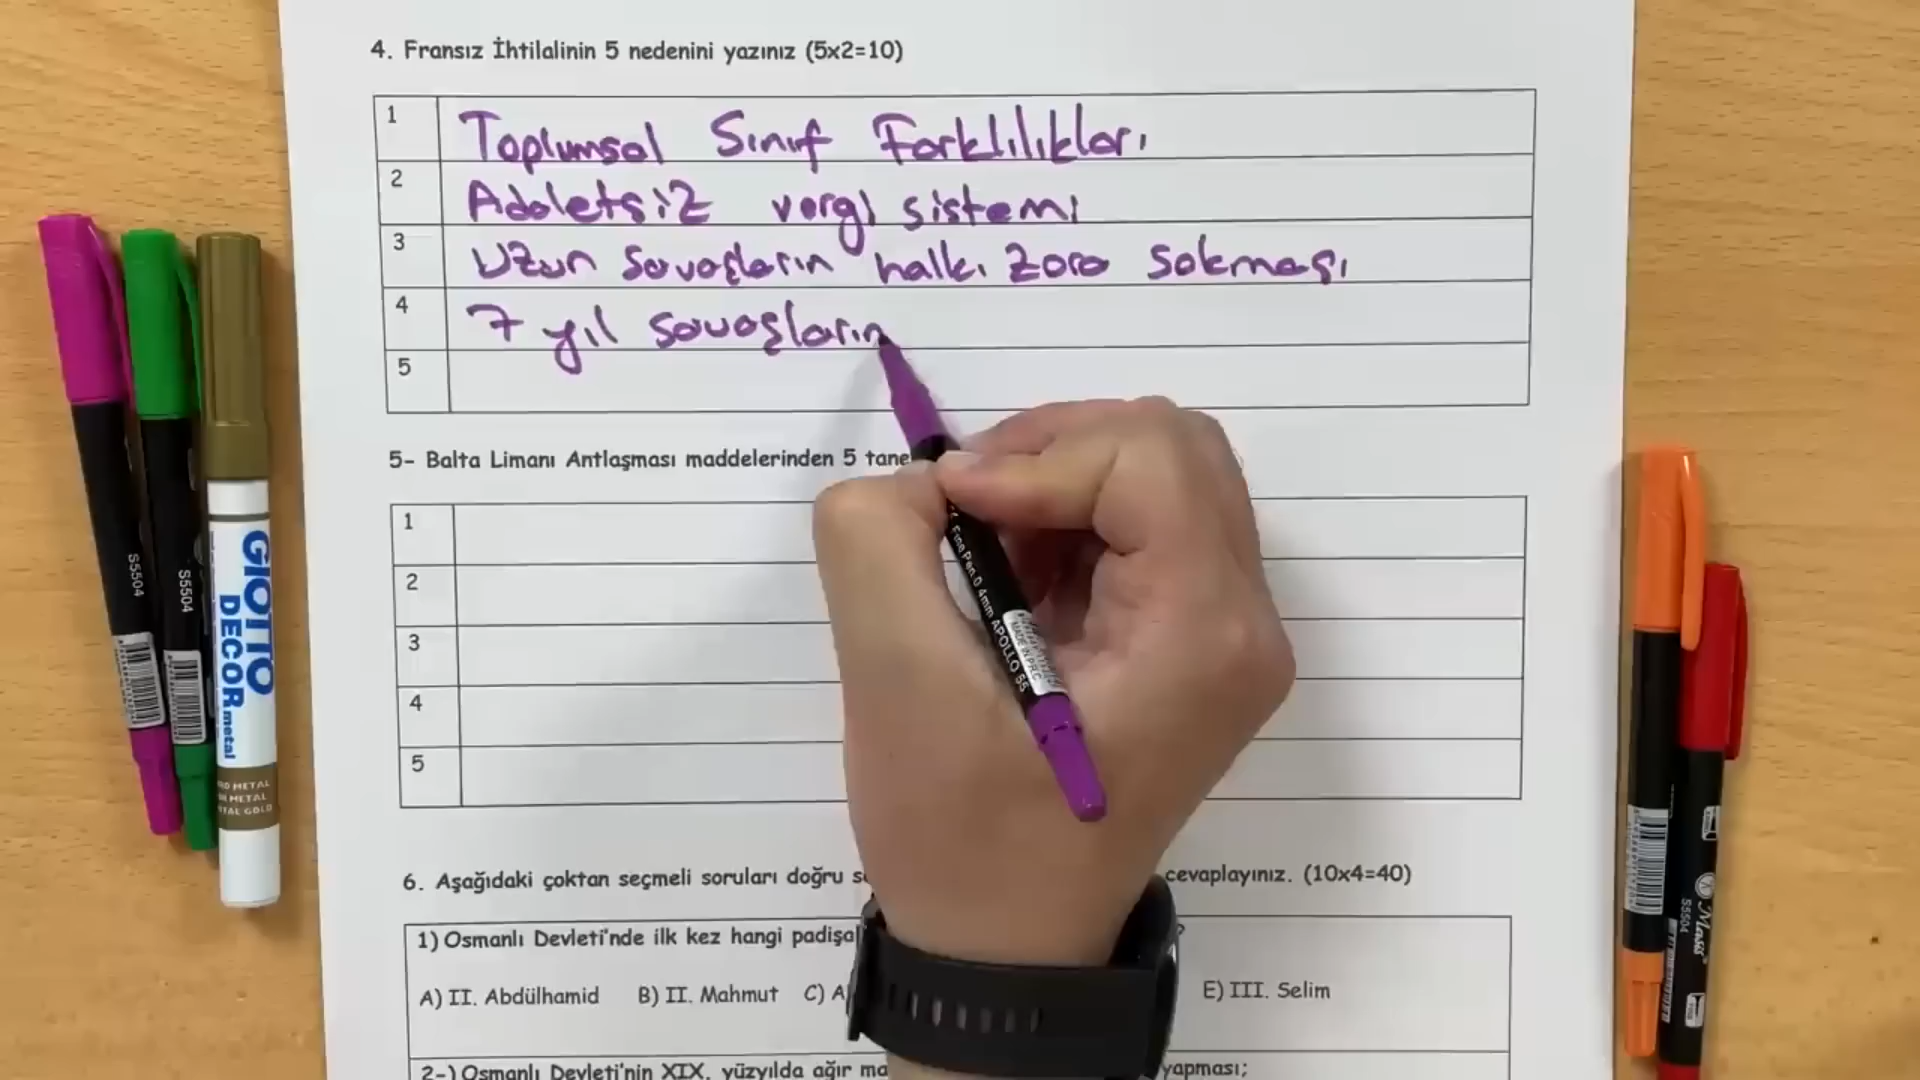 4. Fransız İhtilalinin 5 nedenini yazınız (5x2=10)
1 Toplumsal Sınıf Farklılıkları
2 Adaletsiz vergi sistemi
3 Uzun Savaşların halkı zora sokması
4 7 yıl savaşların
5
5- Balta Limanı Antlaşması maddelerinden 5 tane
1
2
3
4
5
6. Aşağıdaki çoktan seçmeli soruları doğru cevaplayınız. (10x4=40)
1) Osmanlı Devleti'nde ilk kez hangi padişa ?
A) II. Abdülhamid B) II. Mahmut C) A E) III. Selim
2-) Osmanlı Devleti'nin XIX. yüzyılda ağır ma yapması;
S5504
S5504
GIOTTO
DECOR metal
Fine Pen 0.4mm APOLLO 55
MADE IN P.R.C
S5504